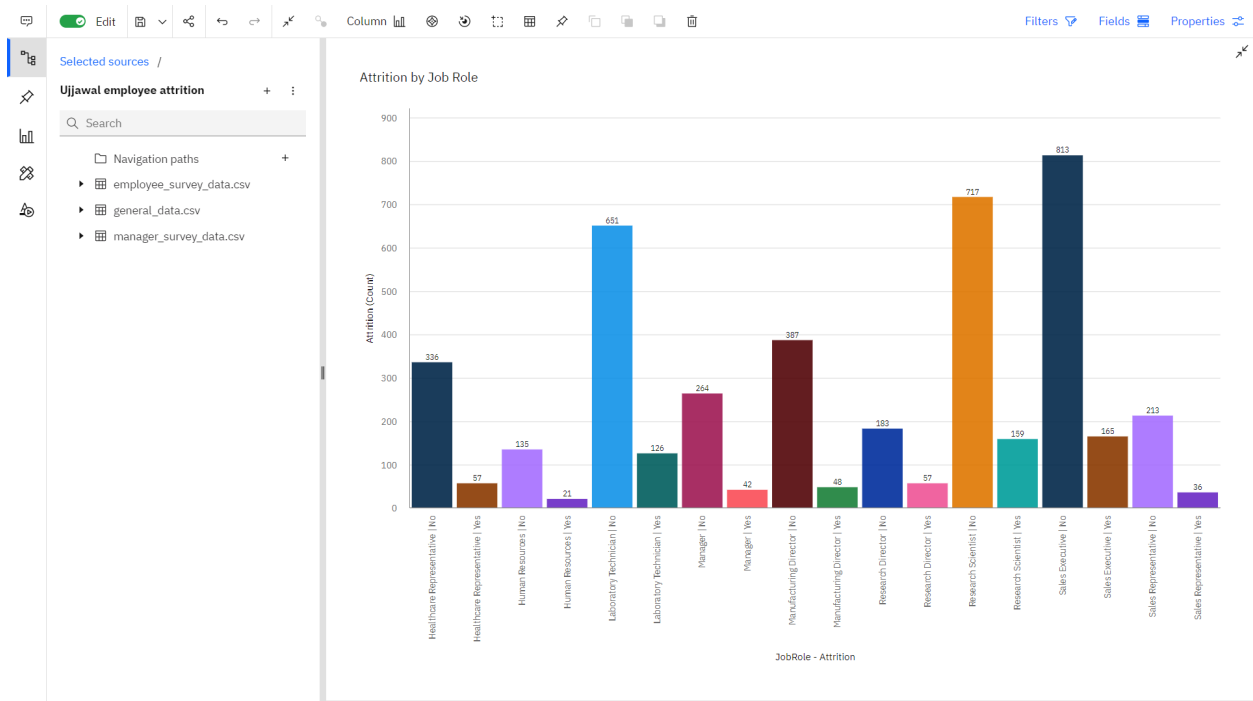 Edit
Column
Filters
Fields
Properties
Selected sources /
Ujjawal employee attrition
Search
Navigation paths
employee_survey_data.csv
general_data.csv
manager_survey_data.csv
Attrition by Job Role
Attrition (Count)
900
800
700
600
500
400
300
200
100
0
336
57
135
21
651
126
264
42
387
48
183
57
717
159
813
165
213
36
Healthcare Representative | No
Healthcare Representative | Yes
Human Resources | No
Human Resources | Yes
Laboratory Technician | No
Laboratory Technician | Yes
Manager | No
Manager | Yes
Manufacturing Director | No
Manufacturing Director | Yes
Research Director | No
Research Director | Yes
Research Scientist | No
Research Scientist | Yes
Sales Executive | No
Sales Executive | Yes
Sales Representative | No
Sales Representative | Yes
JobRole - Attrition